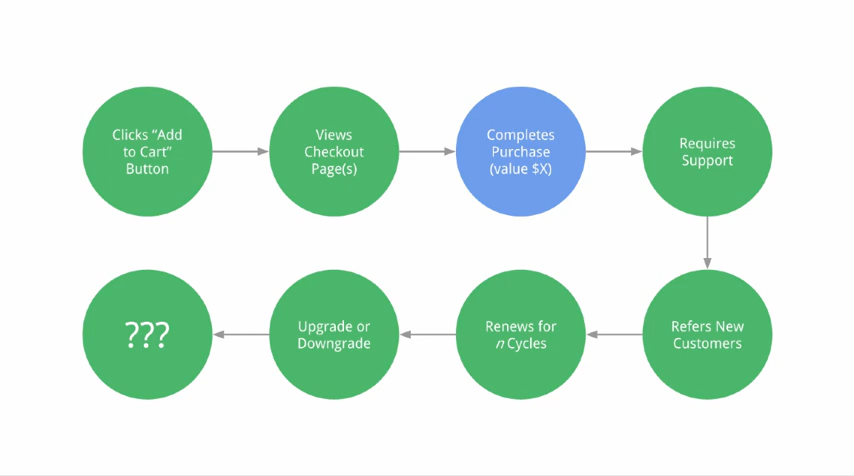 Clicks “Add
to Cart”
Button
Views
Checkout
Page(s)
Completes
Purchase
(value $X)
Requires
Support
Refers New
Customers
Renews for
n Cycles
Upgrade or
Downgrade
???